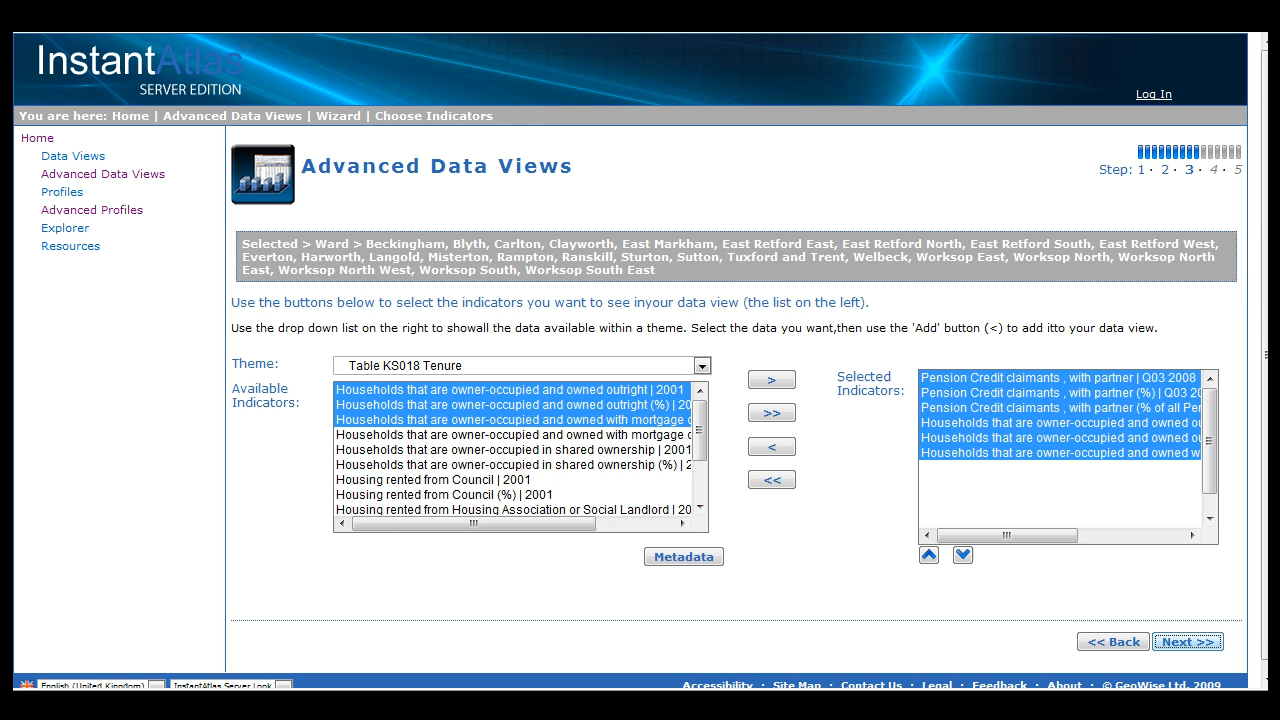 InstantAtlas
SERVER EDITION
Log In
You are here: Home | Advanced Data Views | Wizard | Choose Indicators
Home
Data Views
Advanced Data Views
Profiles
Advanced Profiles
Explorer
Resources
Advanced Data Views
Step: 1 · 2 · 3 · 4 · 5
Selected > Ward > Beckingham, Blyth, Carlton, Clayworth, East Markham, East Retford East, East Retford North, East Retford South, East Retford West,
Everton, Harworth, Langold, Misterton, Rampton, Ranskill, Sturton, Sutton, Tuxford and Trent, Welbeck, Worksop East, Worksop North, Worksop North
East, Worksop North West, Worksop South, Worksop South East
Use the buttons below to select the indicators you want to see inyour data view (the list on the left).
Use the drop down list on the right to showall the data available within a theme. Select the data you want,then use the 'Add' button (<) to add itto your data view.
Theme:
Table KS018 Tenure
Available
Indicators:
Households that are owner-occupied and owned outright | 2001
Households that are owner-occupied and owned outright (%) | 20
Households that are owner-occupied and owned with mortgage
Households that are owner-occupied and owned with mortgage
Households that are owner-occupied in shared ownership | 2001
Households that are owner-occupied in shared ownership (%) | 2
Housing rented from Council | 2001
Housing rented from Council (%) | 2001
Housing rented from Housing Association or Social Landlord | 20
>
>>
<
<<
Selected
Indicators:
Pension Credit claimants , with partner | Q03 2008
Pension Credit claimants , with partner (%) | Q03 20
Pension Credit claimants , with partner (% of all Per
Households that are owner-occupied and owned ou
Households that are owner-occupied and owned ou
Households that are owner-occupied and owned w
Metadata
<< Back
Next >>
English (United Kingdom)
InstantAtlas Server Look
Accessibility · Site Map · Contact Us · Legal · Feedback · About · © GeoWise Ltd. 2009